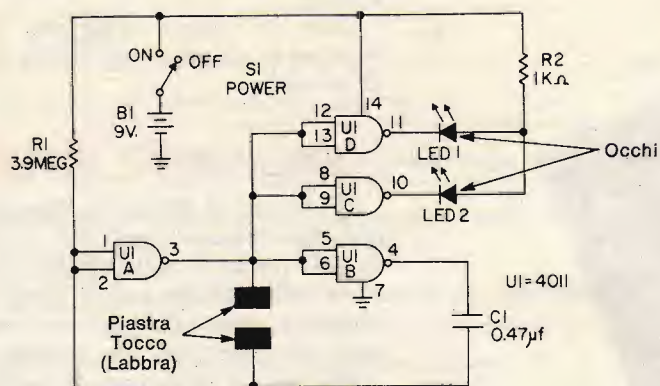 ON
OFF
S1
POWER
R2
1KΩ
B1
9V.
R1
3.9MEG
12
13
14
U1
D
11
LED 1
Occhi
8
9
U1
C
10
LED 2
1
2
U1
A
3
5
6
U1
B
4
7
U1=4011
Piastra
Tocco
(Labbra)
C1
0.47µf